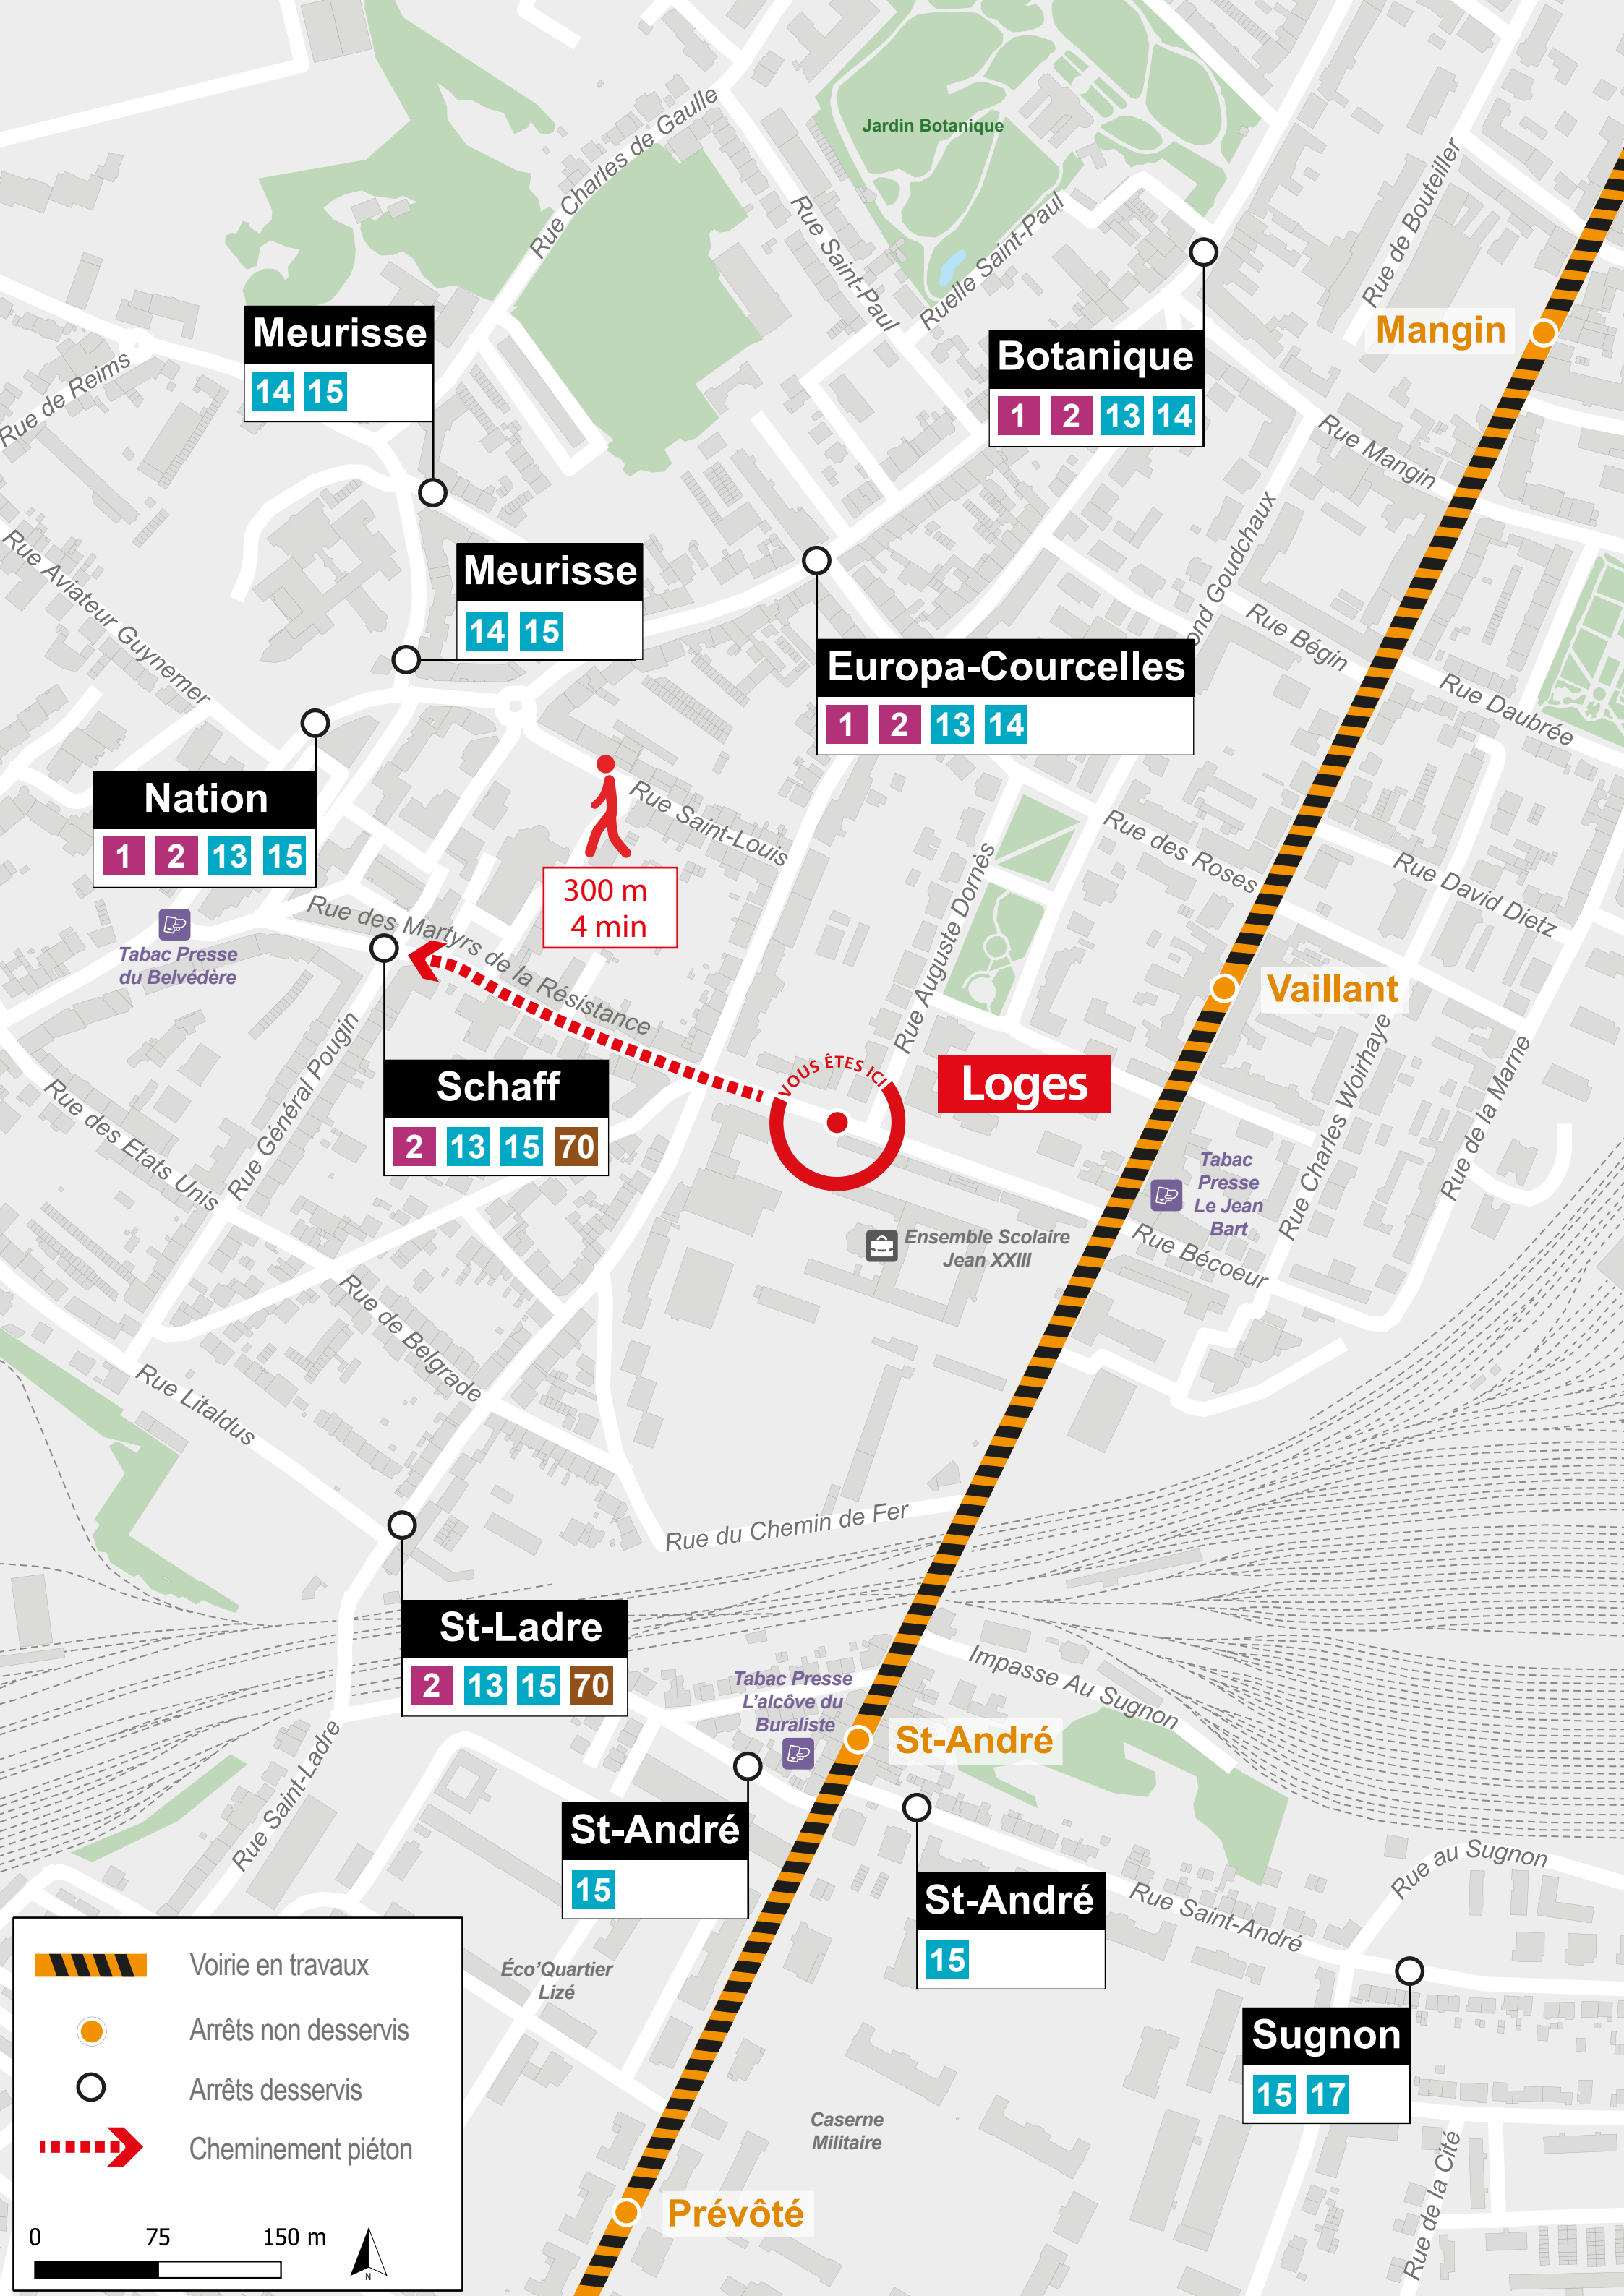 Jardin Botanique
Rue Charles de Gaulle
Rue Saint-Paul
Ruelle Saint-Paul
Rue de Bouteiller
Mangin
Meurisse
14 15
Botanique
1 2 13 14
Rue de Reims
Rue Mangin
Rue Aviateur Guynemer
Meurisse
14 15
ond Goudchaux
Rue Bégin
Europa-Courcelles
1 2 13 14
Rue Daubrée
Nation
1 2 13 15
Rue Saint-Louis
300 m
4 min
Rue des Roses
Rue David Dietz
Rue des Martyrs de la Résistance
Rue Auguste Dornès
Tabac Presse
du Belvédère
Vaillant
Rue Général Pougin
Schaff
2 13 15 70
VOUS ÊTES ICI
Loges
Rue Charles Woirhaye
Rue de la Marne
Rue des Etats Unis
Tabac
Presse
Le Jean
Bart
Ensemble Scolaire
Jean XXIII
Rue Bécoeur
Rue de Belgrade
Rue Litaldus
Rue du Chemin de Fer
St-Ladre
2 13 15 70
Impasse Au Sugnon
Tabac Presse
L'alcôve du
Buraliste
St-André
Rue Saint-Ladre
St-André
15
St-André
15
Rue au Sugnon
Rue Saint-André
Éco'Quartier
Lizé
Sugnon
15 17
Caserne
Militaire
Rue de la Cité
Prévôté
Voirie en travaux
Arrêts non desservis
Arrêts desservis
Cheminement piéton
0 75 150 m
N